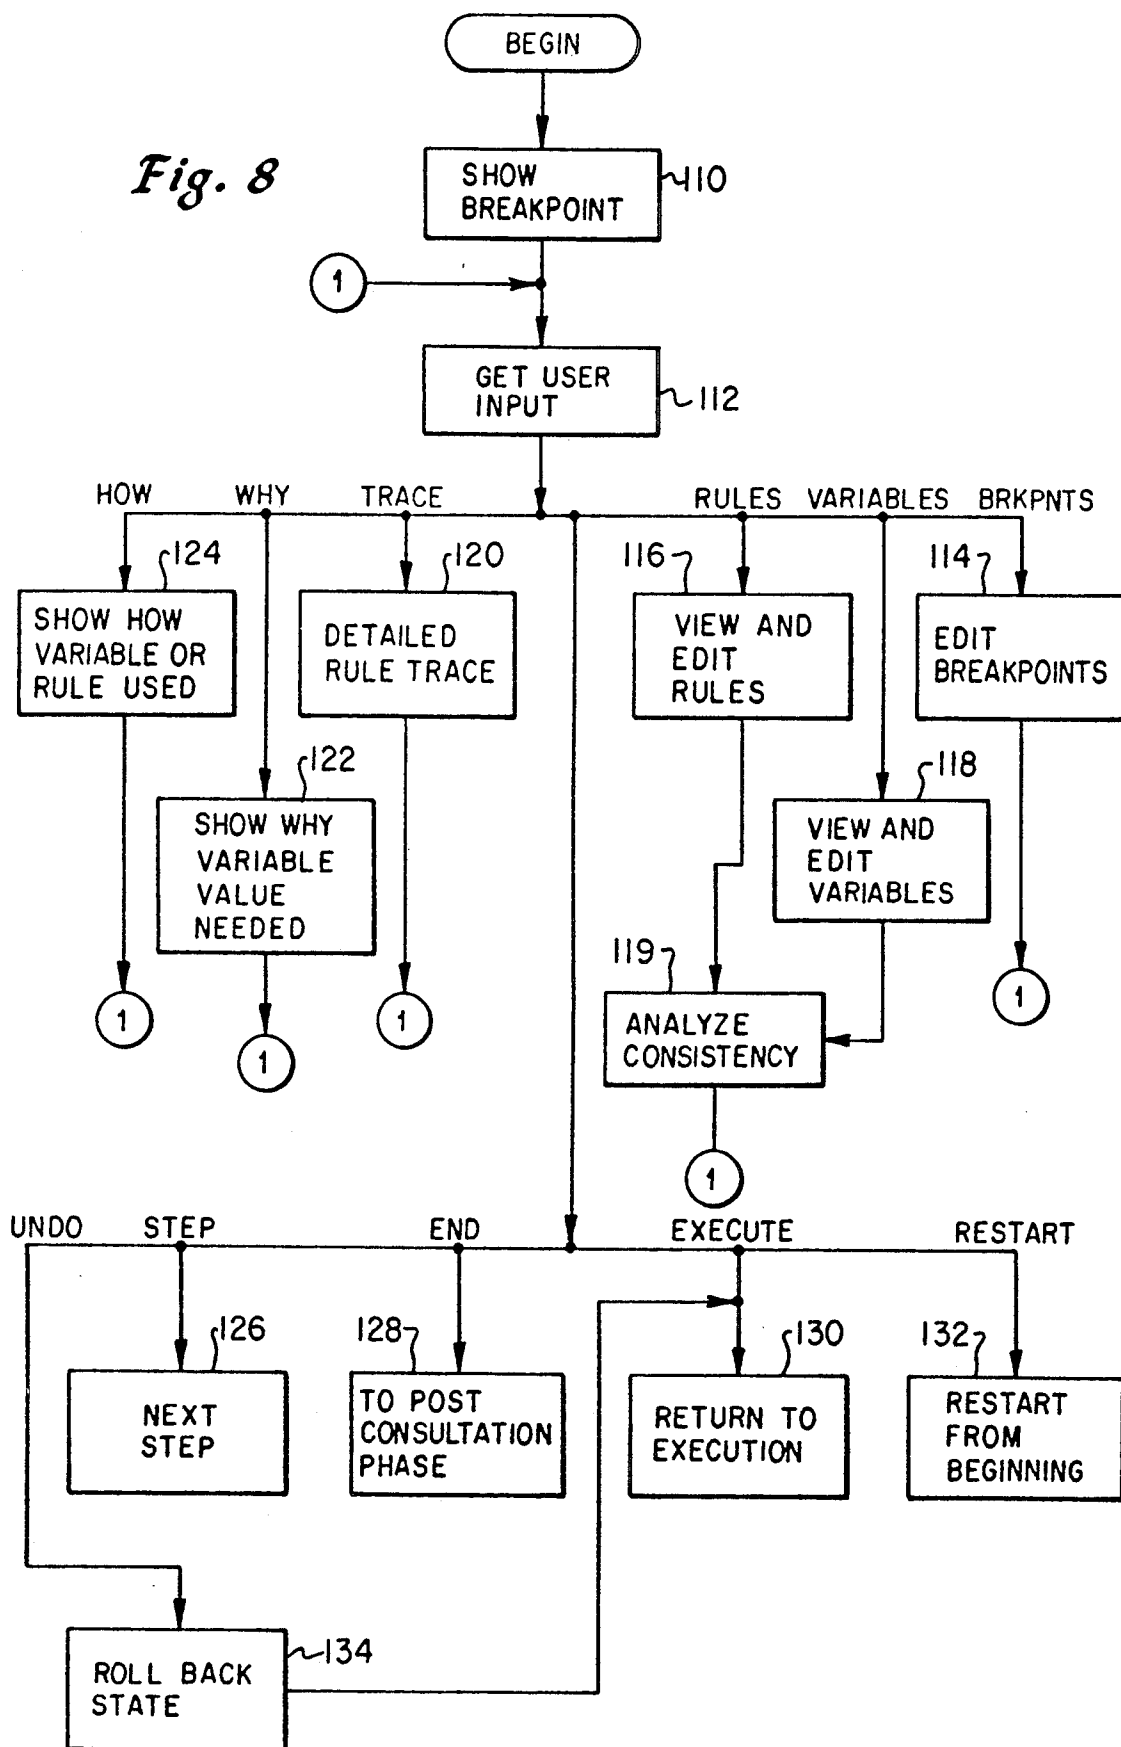 BEGIN
Fig. 8
SHOW
BREAKPOINT
110
1
GET USER
INPUT
112
HOW
WHY
TRACE
RULES
VARIABLES
BRKPNTS
124
120
116
114
SHOW HOW
VARIABLE OR
RULE USED
DETAILED
RULE TRACE
VIEW AND
EDIT
RULES
EDIT
BREAKPOINTS
122
118
SHOW WHY
VARIABLE
VALUE
NEEDED
VIEW AND
EDIT
VARIABLES
119
1
1
1
ANALYZE
CONSISTENCY
1
1
UNDO
STEP
END
EXECUTE
RESTART
126
128
130
132
NEXT
STEP
TO POST
CONSULTATION
PHASE
RETURN TO
EXECUTION
RESTART
FROM
BEGINNING
134
ROLL BACK
STATE